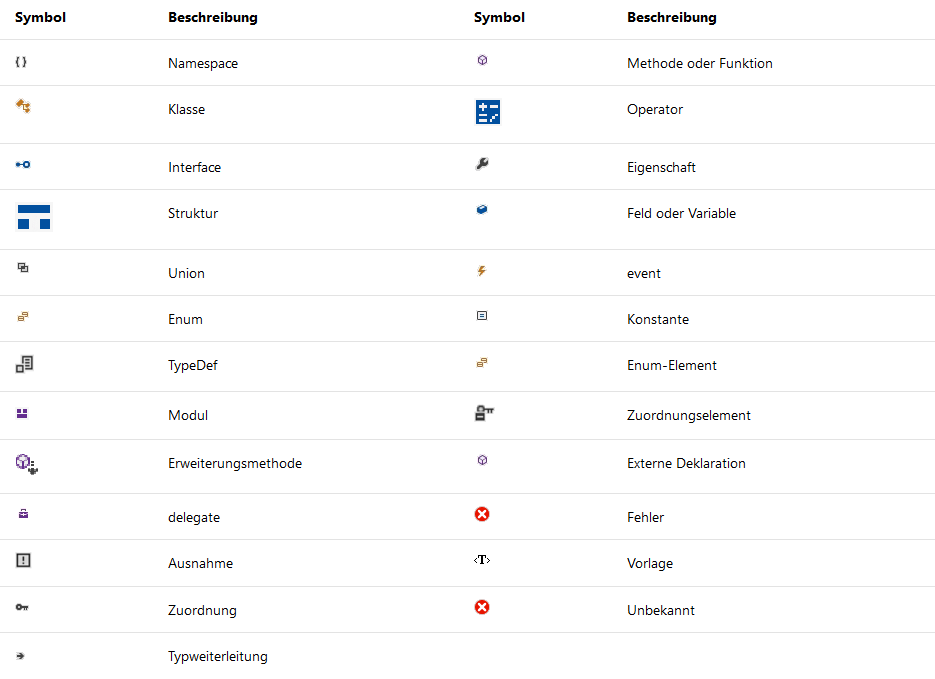 Symbol Beschreibung Symbol Beschreibung
{} Namespace Methode oder Funktion
Klasse Operator
Interface Eigenschaft
Struktur Feld oder Variable
Union event
Enum Konstante
TypeDef Enum-Element
Modul Zuordnungselement
Erweiterungsmethode Externe Deklaration
delegate Fehler
Ausnahme <T> Vorlage
Zuordnung Unbekannt
Typweiterleitung